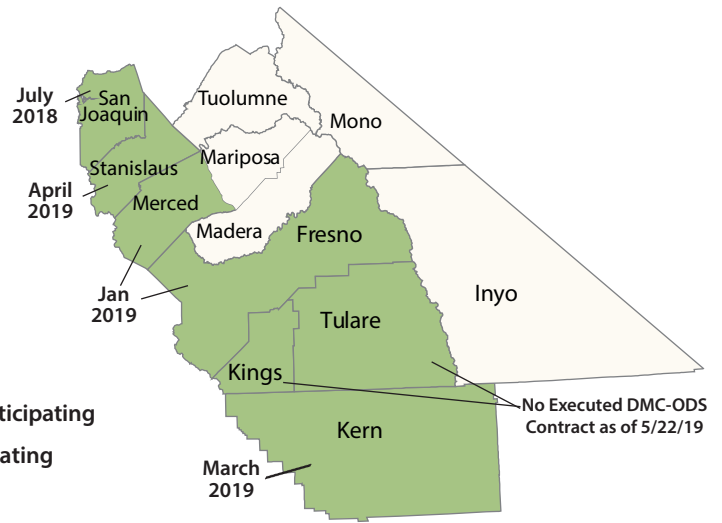 July
2018
San
Joaquin
Tuolumne
Mono
Mariposa
Stanislaus
April
2019
Merced
Madera
Fresno
Jan
2019
Inyo
Tulare
Kings
No Executed DMC-ODS
Contract as of 5/22/19
ticipating
Kern
ating
March
2019